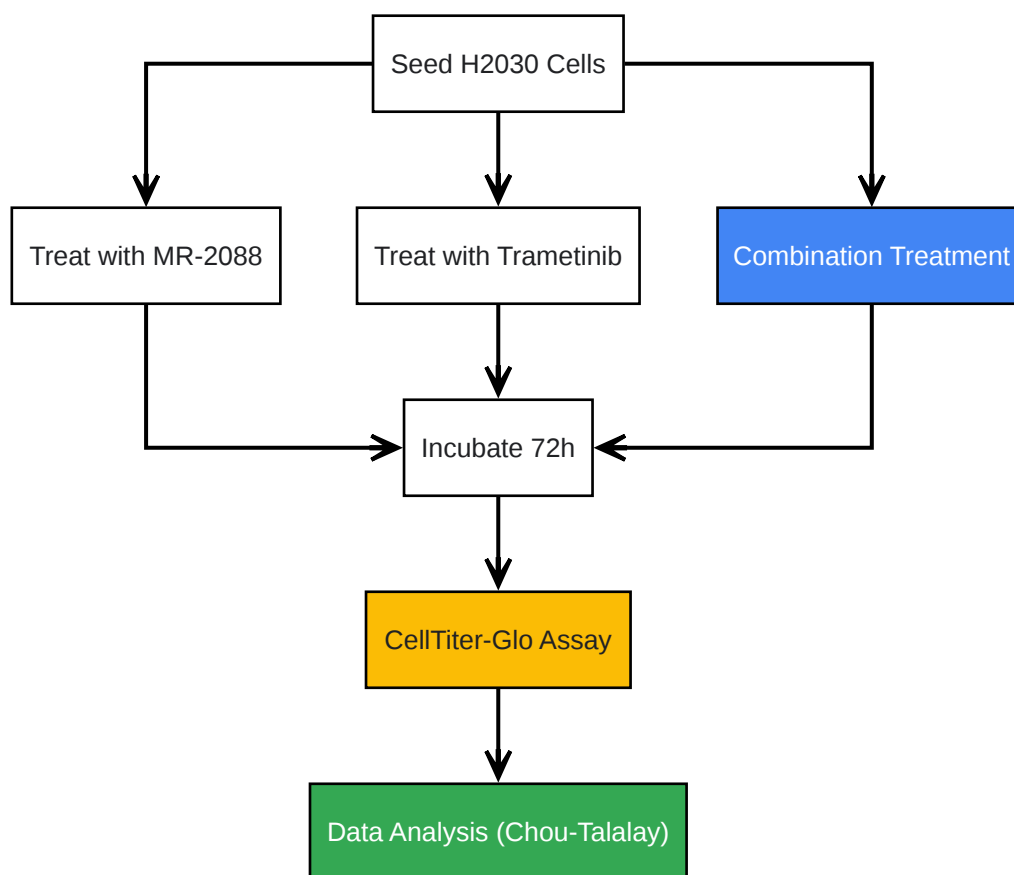 Seed H2030 Cells
Treat with MR-2088
Treat with Trametinib
Combination Treatment
Incubate 72h
CellTiter-Glo Assay
Data Analysis (Chou-Talalay)